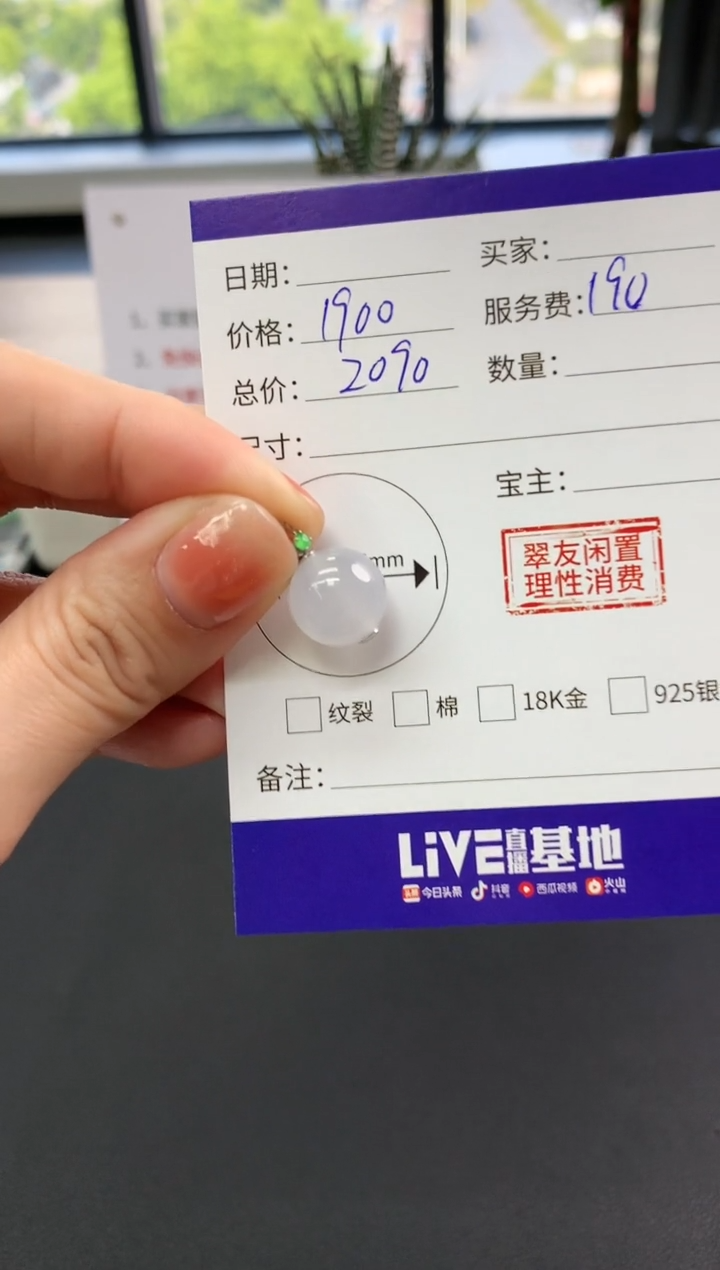 日期: 买家:
价格: 1900 服务费: 190
总价: 2090 数量:
尺寸:
宝主:
mm
翠友闲置
理性消费
纹裂 棉 18K金 925银
备注:
LiVE直播基地
头条 今日头条 抖音 西瓜视频 火山